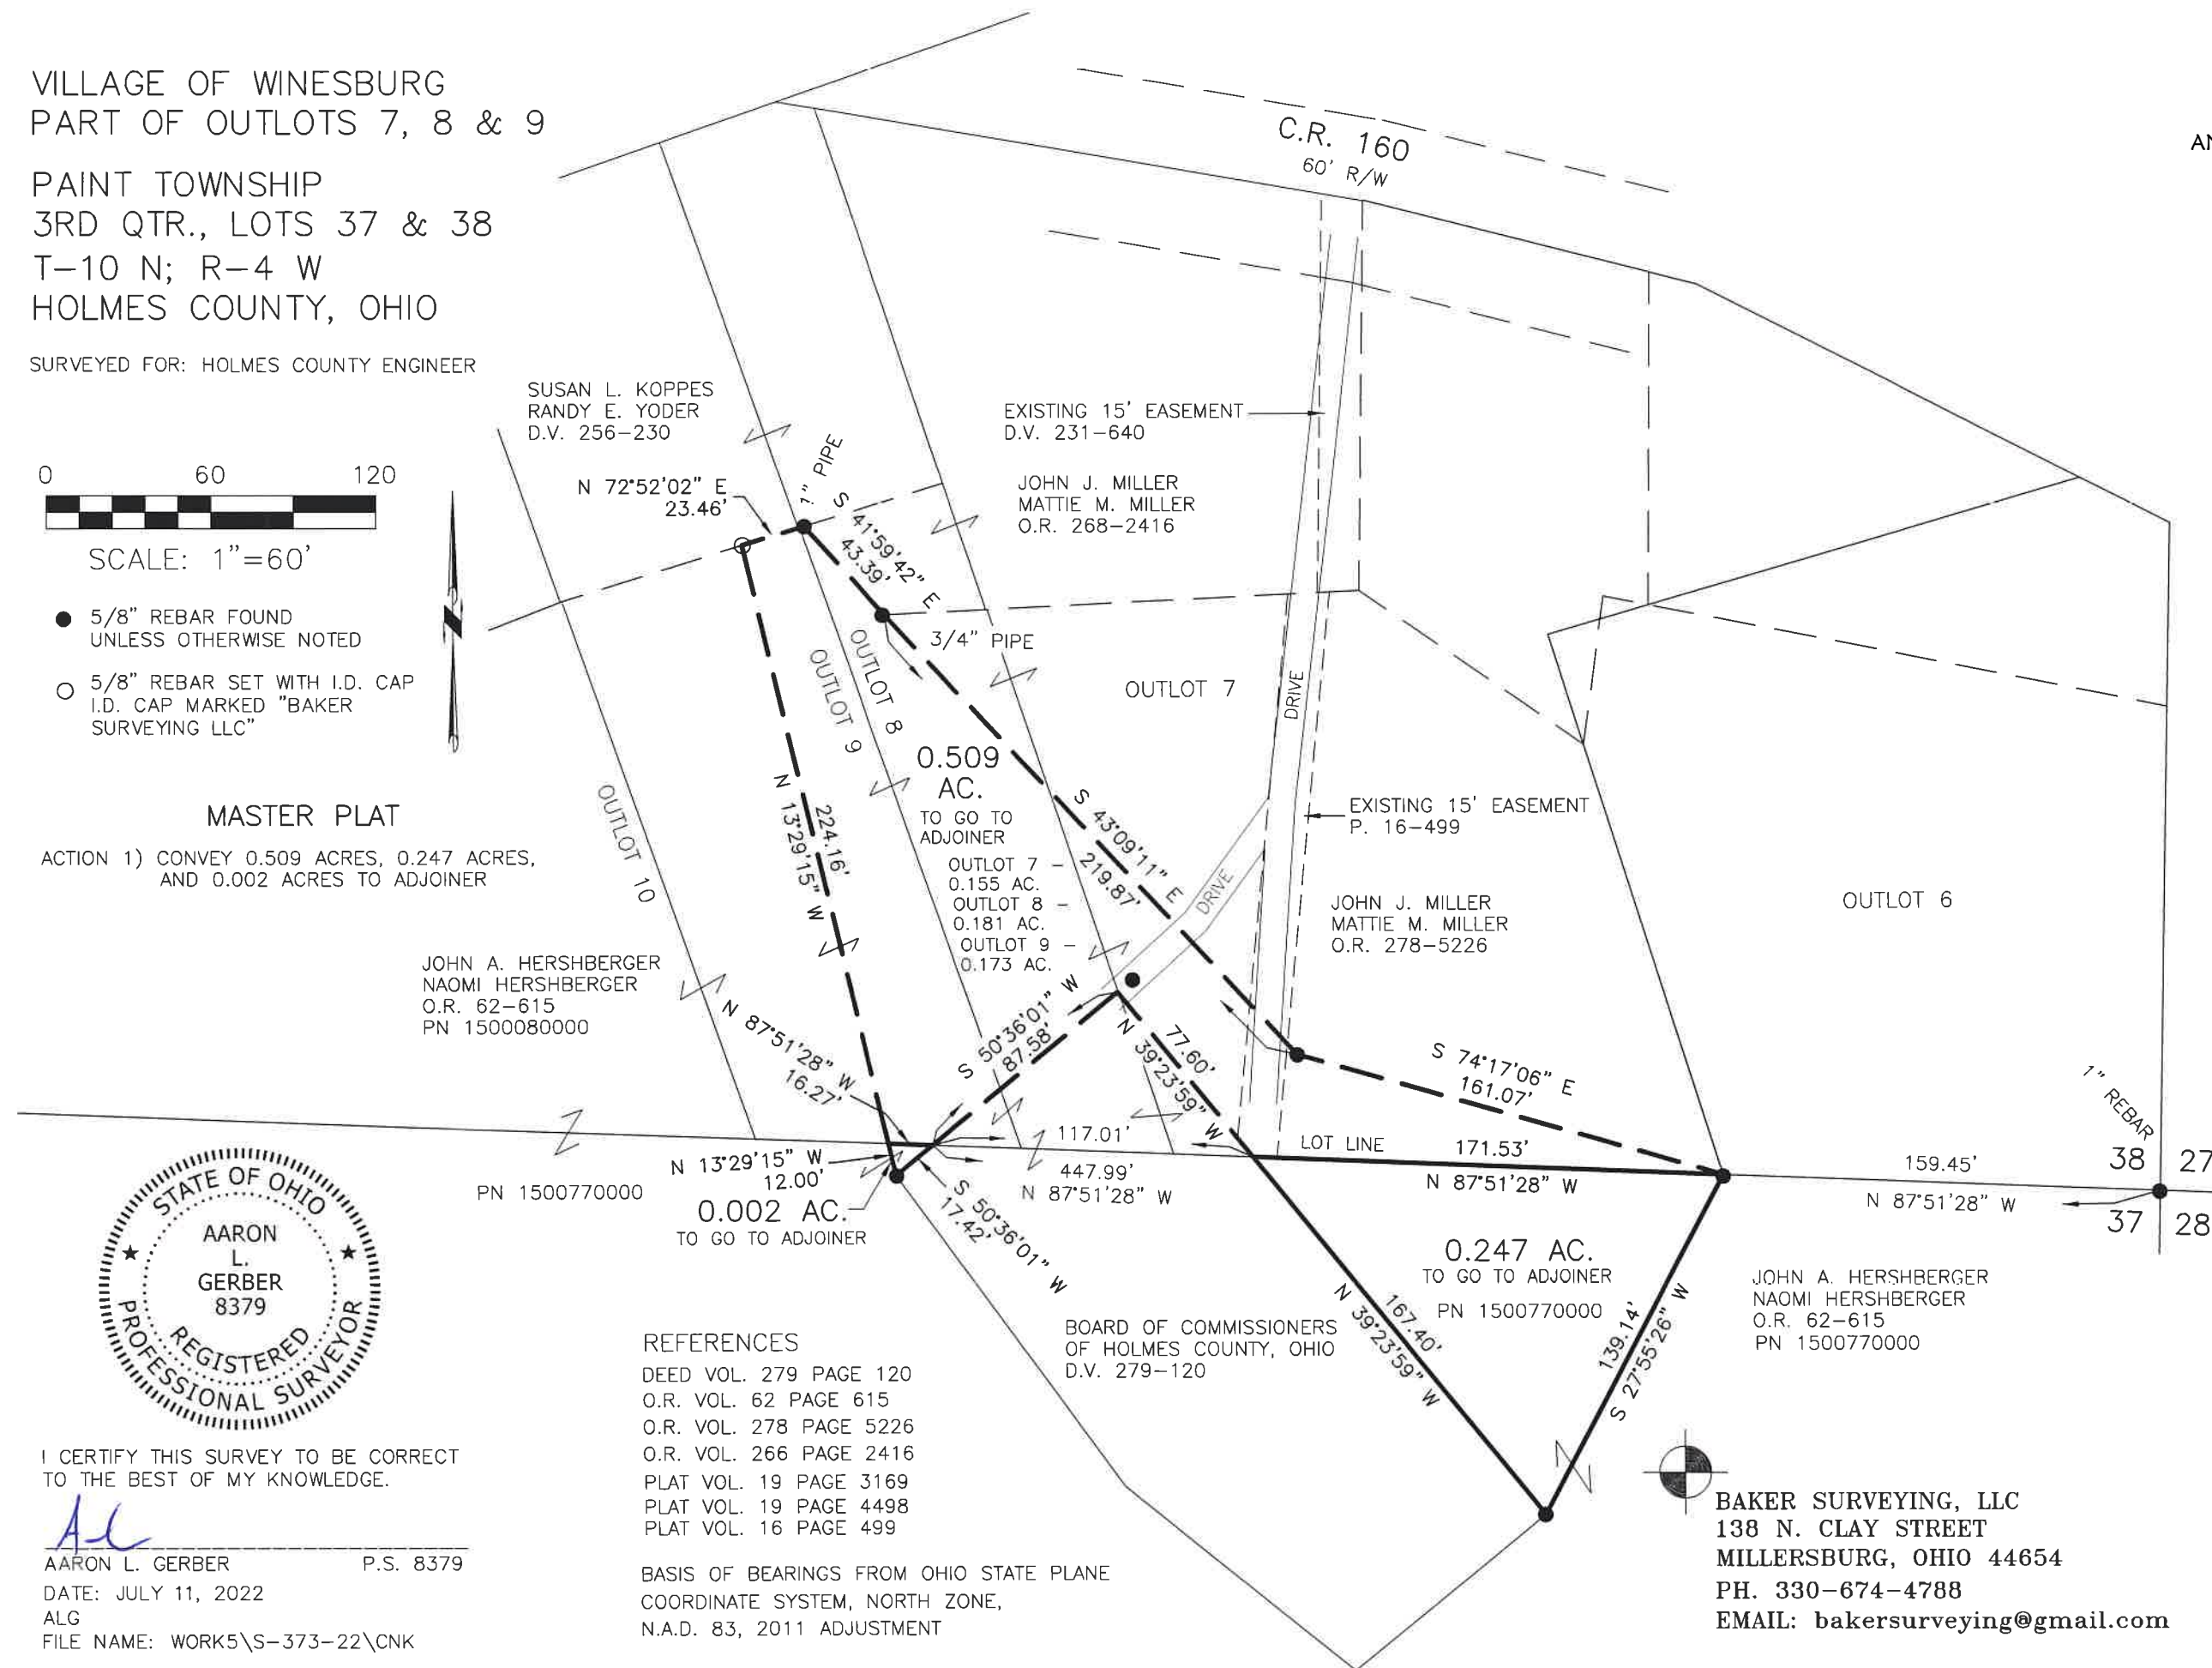 VILLAGE OF WINESBURG
PART OF OUTLOTS 7, 8 & 9
PAINT TOWNSHIP
3RD QTR., LOTS 37 & 38
T-10 N; R-4 W
HOLMES COUNTY, OHIO
SURVEYED FOR: HOLMES COUNTY ENGINEER
0 60 120
SCALE: 1"=60'
5/8" REBAR FOUND
UNLESS OTHERWISE NOTED
5/8" REBAR SET WITH I.D. CAP
I.D. CAP MARKED "BAKER
SURVEYING LLC"
MASTER PLAT
ACTION 1) CONVEY 0.509 ACRES, 0.247 ACRES,
AND 0.002 ACRES TO ADJOINER
C.R. 160
60' R/W
AN
SUSAN L. KOPPES
RANDY E. YODER
D.V. 256-230
N 72°52'02" E
23.46'
1" PIPE
S 41°59'42" E
43.39'
3/4" PIPE
EXISTING 15' EASEMENT
D.V. 231-640
JOHN J. MILLER
MATTIE M. MILLER
O.R. 268-2416
OUTLOT 7
DRIVE
OUTLOT 8
OUTLOT 9
OUTLOT 10
224.16'
N 13°29'15" W
0.509
AC.
TO GO TO
ADJOINER
OUTLOT 7 -
0.155 AC.
OUTLOT 8 -
0.181 AC.
OUTLOT 9 -
0.173 AC.
S 43°09'11" E
219.87'
DRIVE
EXISTING 15' EASEMENT
P. 16-499
JOHN J. MILLER
MATTIE M. MILLER
O.R. 278-5226
OUTLOT 6
JOHN A. HERSHBERGER
NAOMI HERSHBERGER
O.R. 62-615
PN 1500080000
N 87°51'28" W
16.27'
S 50°36'01" W
87.58'
77.60'
N 39°23'59" W
S 74°17'06" E
161.07'
1" REBAR
117.01'
LOT LINE
171.53'
N 87°51'28" W
447.99'
N 87°51'28" W
159.45'
N 87°51'28" W
38 27
37 28
PN 1500770000
N 13°29'15" W
12.00'
0.002 AC.
TO GO TO ADJOINER
S 50°36'01" W
17.42'
0.247 AC.
TO GO TO ADJOINER
PN 1500770000
167.40'
N 39°23'59" W
139.14'
S 27°55'26" W
JOHN A. HERSHBERGER
NAOMI HERSHBERGER
O.R. 62-615
PN 1500770000
BOARD OF COMMISSIONERS
OF HOLMES COUNTY, OHIO
D.V. 279-120
STATE OF OHIO
AARON
L.
GERBER
8379
REGISTERED
PROFESSIONAL SURVEYOR
I CERTIFY THIS SURVEY TO BE CORRECT
TO THE BEST OF MY KNOWLEDGE.
AARON L. GERBER P.S. 8379
DATE: JULY 11, 2022
ALG
FILE NAME: WORK5\S-373-22\CNK
REFERENCES
DEED VOL. 279 PAGE 120
O.R. VOL. 62 PAGE 615
O.R. VOL. 278 PAGE 5226
O.R. VOL. 266 PAGE 2416
PLAT VOL. 19 PAGE 3169
PLAT VOL. 19 PAGE 4498
PLAT VOL. 16 PAGE 499
BASIS OF BEARINGS FROM OHIO STATE PLANE
COORDINATE SYSTEM, NORTH ZONE,
N.A.D. 83, 2011 ADJUSTMENT
BAKER SURVEYING, LLC
138 N. CLAY STREET
MILLERSBURG, OHIO 44654
PH. 330-674-4788
EMAIL: bakersurveying@gmail.com